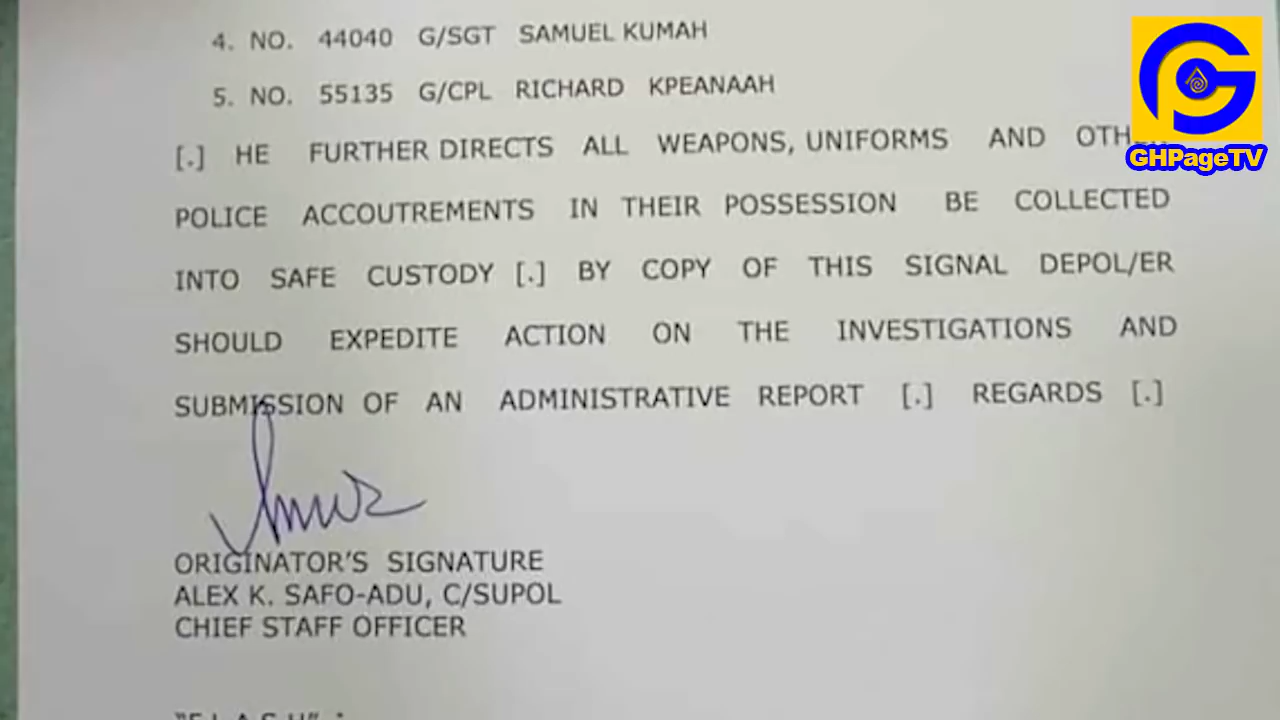 4. NO. 44040 G/SGT SAMUEL KUMAH
5. NO. 55135 G/CPL RICHARD KPEANAAH
[.] HE FURTHER DIRECTS ALL WEAPONS, UNIFORMS AND OTHER
POLICE ACCOUTREMENTS IN THEIR POSSESSION BE COLLECTED
INTO SAFE CUSTODY [.] BY COPY OF THIS SIGNAL DEPOL/ER
SHOULD EXPEDITE ACTION ON THE INVESTIGATIONS AND
SUBMISSION OF AN ADMINISTRATIVE REPORT [.] REGARDS [.]
ORIGINATOR'S SIGNATURE
ALEX K. SAFO-ADU, C/SUPOL
CHIEF STAFF OFFICER
GHPageTV